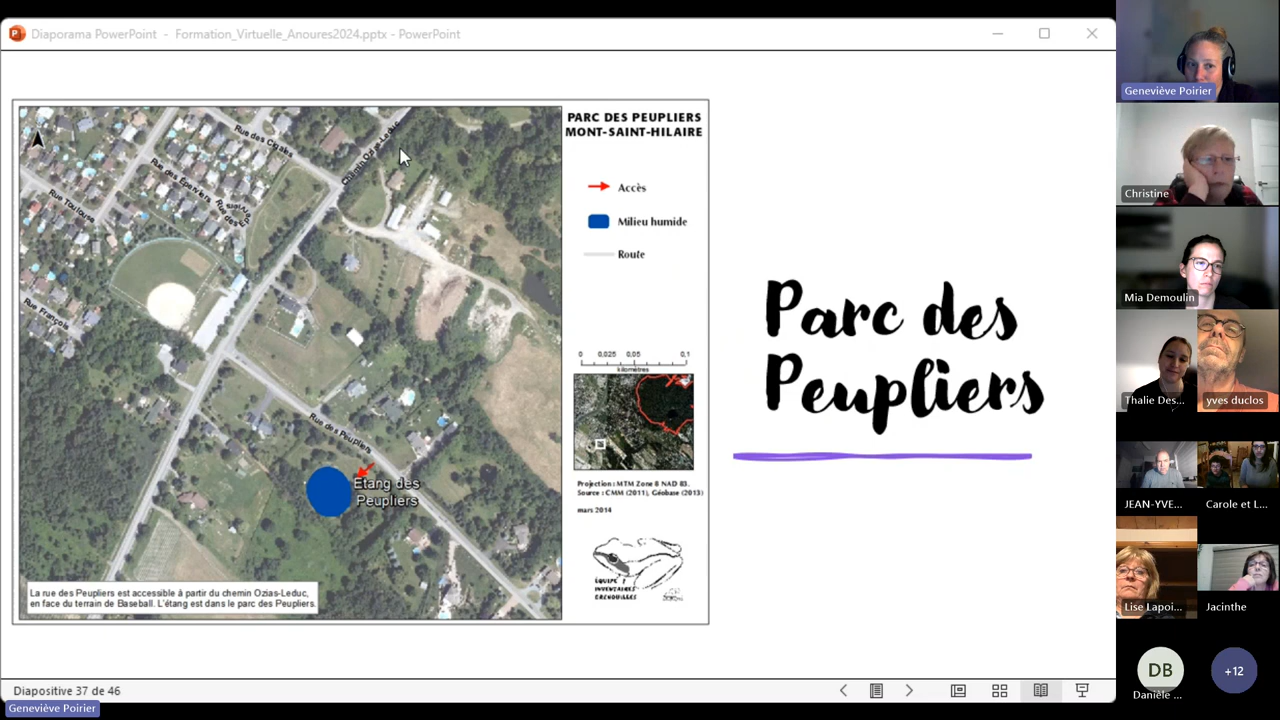 Diaporama PowerPoint - Formation_Virtuelle_Anoures2024.pptx - PowerPoint
PARC DES PEUPLIERS
MONT-SAINT-HILAIRE
Accès
Milieu humide
Route
0 0,025 0,05 0,1
kilomètres
Projection : MTM Zone 8 NAD 83.
Source : CMM (2011), Géobase (2013)
mars 2014
ÉQUIPE
INVENTAIRES
GRENOUILLES
Rue des Cigales
Chemin Ozias-Leduc
Rue des Éperviers
Rue Toulouse
Rue François
Rue des Peupliers
Étang des
Peupliers
La rue des Peupliers est accessible à partir du chemin Ozias-Leduc,
en face du terrain de Baseball. L'étang est dans le parc des Peupliers.
Parc des
Peupliers
Diapositive 37 de 46
Geneviève Poirier
Geneviève Poirier
Christine
Mia Demoulin
Thalie Des...
yves duclos
JEAN-YVE...
Carole et L...
Lise Lapoi...
Jacinthe
DB
Danièle ...
+12